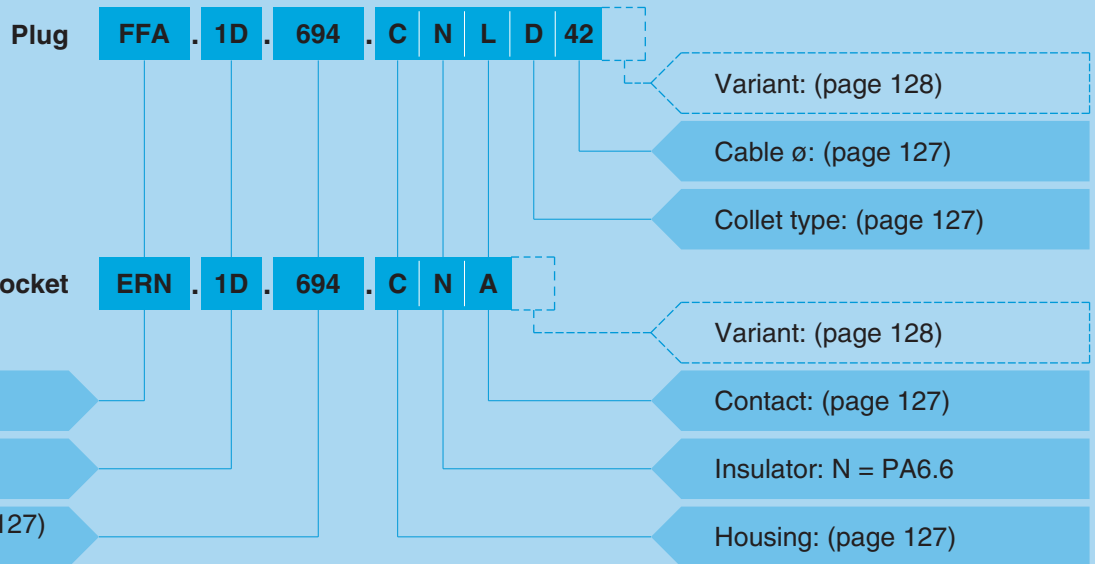 Plug FFA . 1D . 694 . C N L D 42
Variant: (page 128)
Cable ø: (page 127)
Collet type: (page 127)
ocket ERN . 1D . 694 . C N A
Variant: (page 128)
Contact: (page 127)
Insulator: N = PA6.6
127) Housing: (page 127)